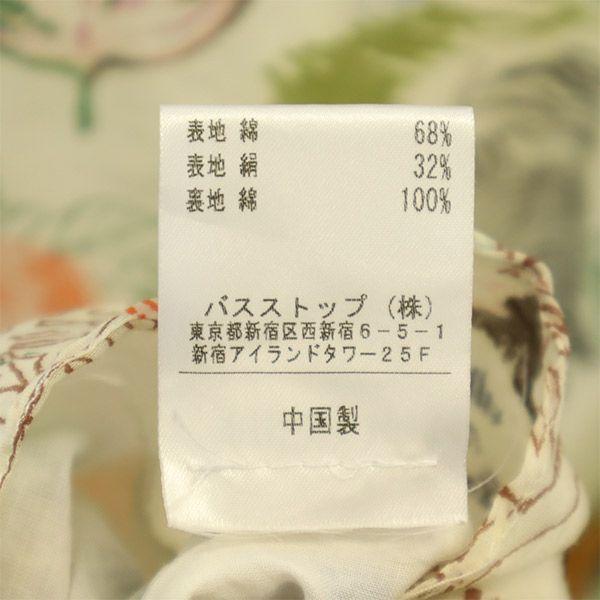 表地 綿 68%
表地 絹 32%
裏地 綿 100%
バスストップ (株)
東京都新宿区西新宿6-5-1
新宿アイランドタワー25F
中国製